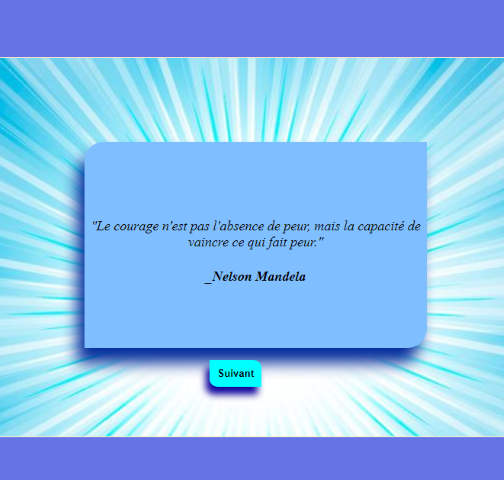 "Le courage n'est pas l'absence de peur, mais la capacité de
vaincre ce qui fait peur."
_Nelson Mandela
Suivant